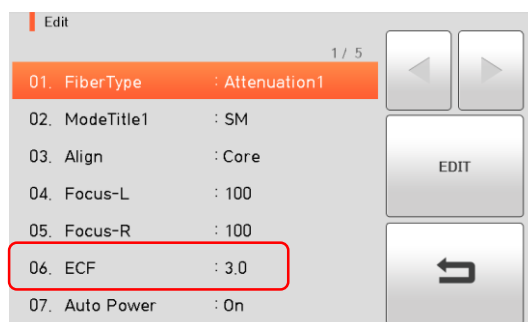 Edit
1 / 5
01. FiberType : Attenuation1
02. ModeTitle1 : SM
03. Align : Core
04. Focus-L : 100
05. Focus-R : 100
06. ECF : 3.0
07. Auto Power : On
EDIT